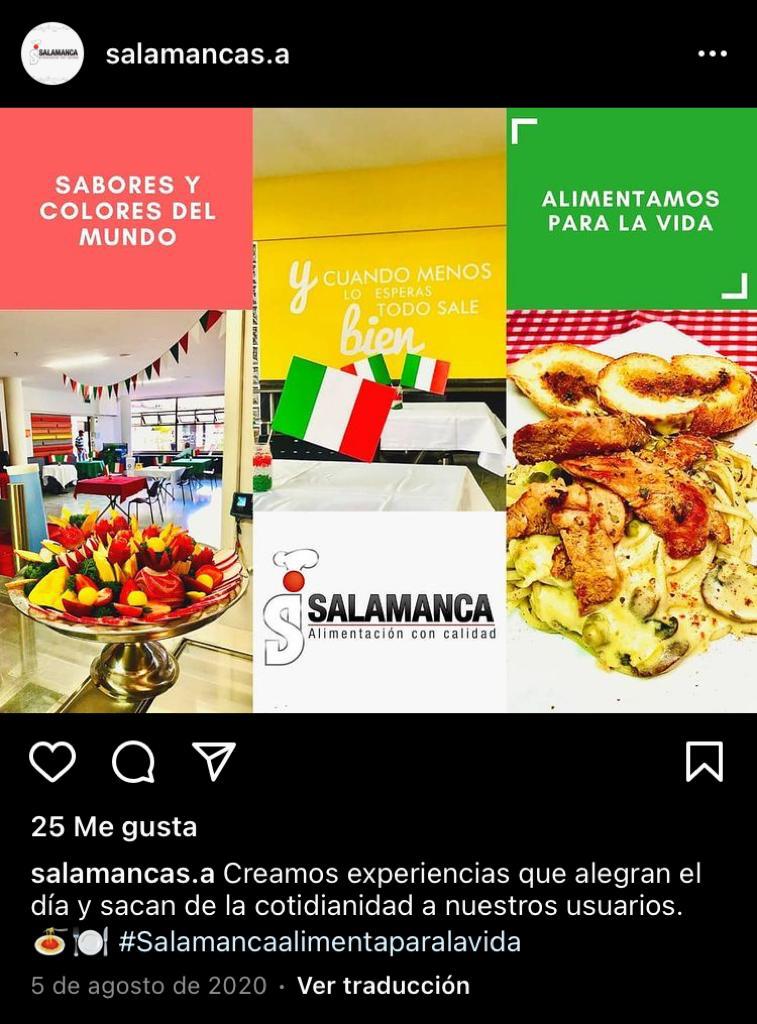 SALAMANCA
salamancas.a
SABORES Y
COLORES DEL
MUNDO
y CUANDO MENOS
LO ESPERAS
TODO SALE
bien
ALIMENTAMOS
PARA LA VIDA
SALAMANCA
Alimentación con calidad
25 Me gusta
salamancas.a Creamos experiencias que alegran el
día y sacan de la cotidianidad a nuestros usuarios.
🍝🍽️ #Salamancaalimentaparalavida
5 de agosto de 2020 · Ver traducción